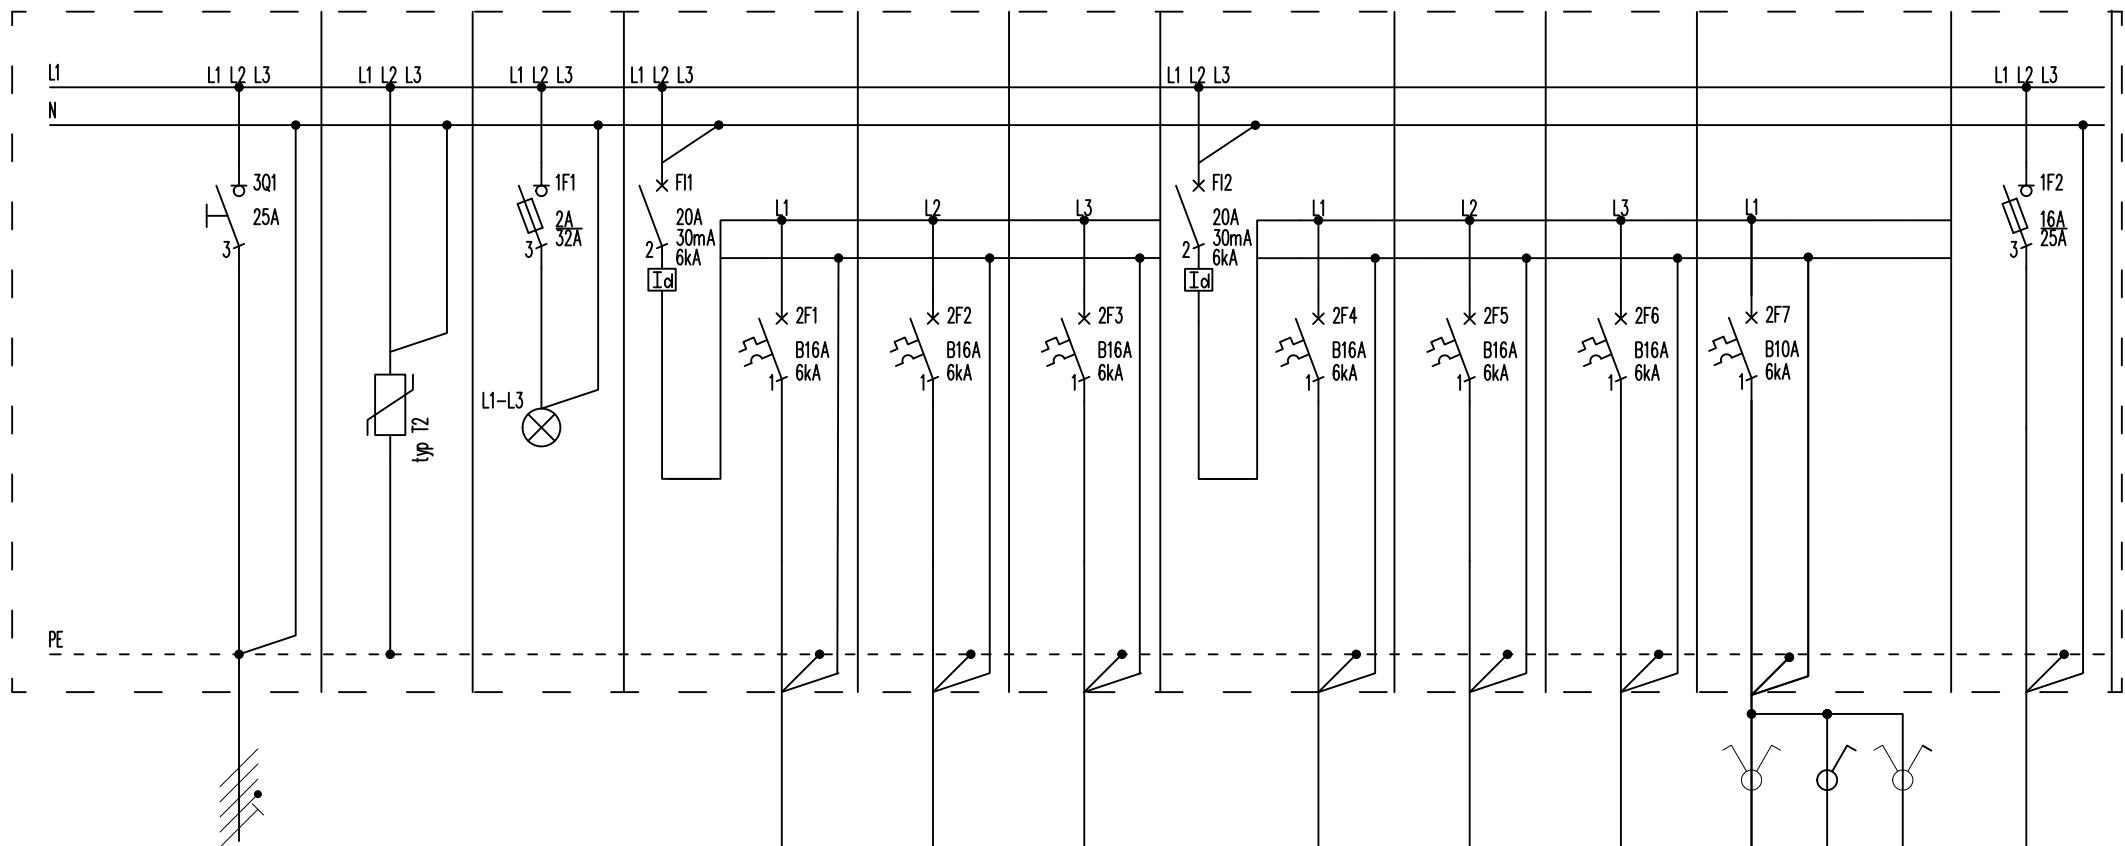 L1
L1 L2 L3
L1 L2 L3
L1 L2 L3
L1 L2 L3
L1 L2 L3
L1 L2 L3
N
3Q1
25A
3
1F1
2A
32A
3
FI1
20A
30mA
6kA
2
Id
L1
L2
L3
FI2
20A
30mA
6kA
2
Id
L1
L2
L3
L1
1F2
16A
25A
3
2F1
B16A
6kA
1
2F2
B16A
6kA
1
2F3
B16A
6kA
1
2F4
B16A
6kA
1
2F5
B16A
6kA
1
2F6
B16A
6kA
1
2F7
B10A
6kA
1
typ T2
L1-L3
PE